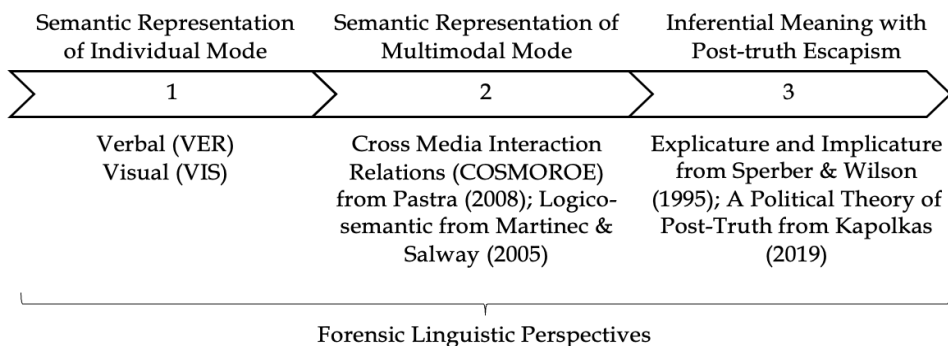 Semantic Representation
of Individual Mode
Semantic Representation of
Multimodal Mode
Inferential Meaning with
Post-truth Escapism
1
2
3
Verbal (VER)
Visual (VIS)
Cross Media Interaction
Relations (COSMOROE)
from Pastra (2008); Logico-
semantic from Martinec &
Salway (2005)
Explicature and Implicature
from Sperber & Wilson
(1995); A Political Theory of
Post-Truth from Kapolkas
(2019)
Forensic Linguistic Perspectives